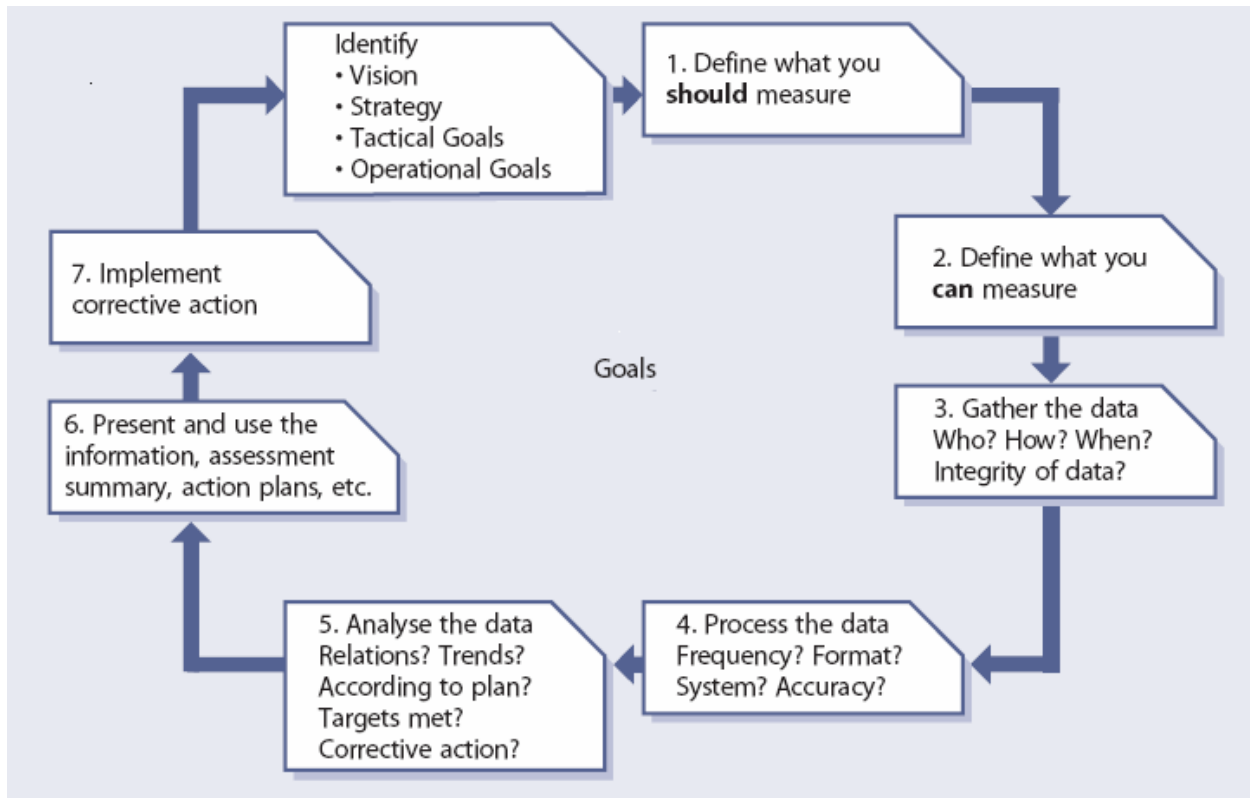 Identify
• Vision
• Strategy
• Tactical Goals
• Operational Goals
1. Define what you
should measure
2. Define what you
can measure
3. Gather the data
Who? How? When?
Integrity of data?
4. Process the data
Frequency? Format?
System? Accuracy?
5. Analyse the data
Relations? Trends?
According to plan?
Targets met?
Corrective action?
6. Present and use the
information, assessment
summary, action plans, etc.
7. Implement
corrective action
Goals